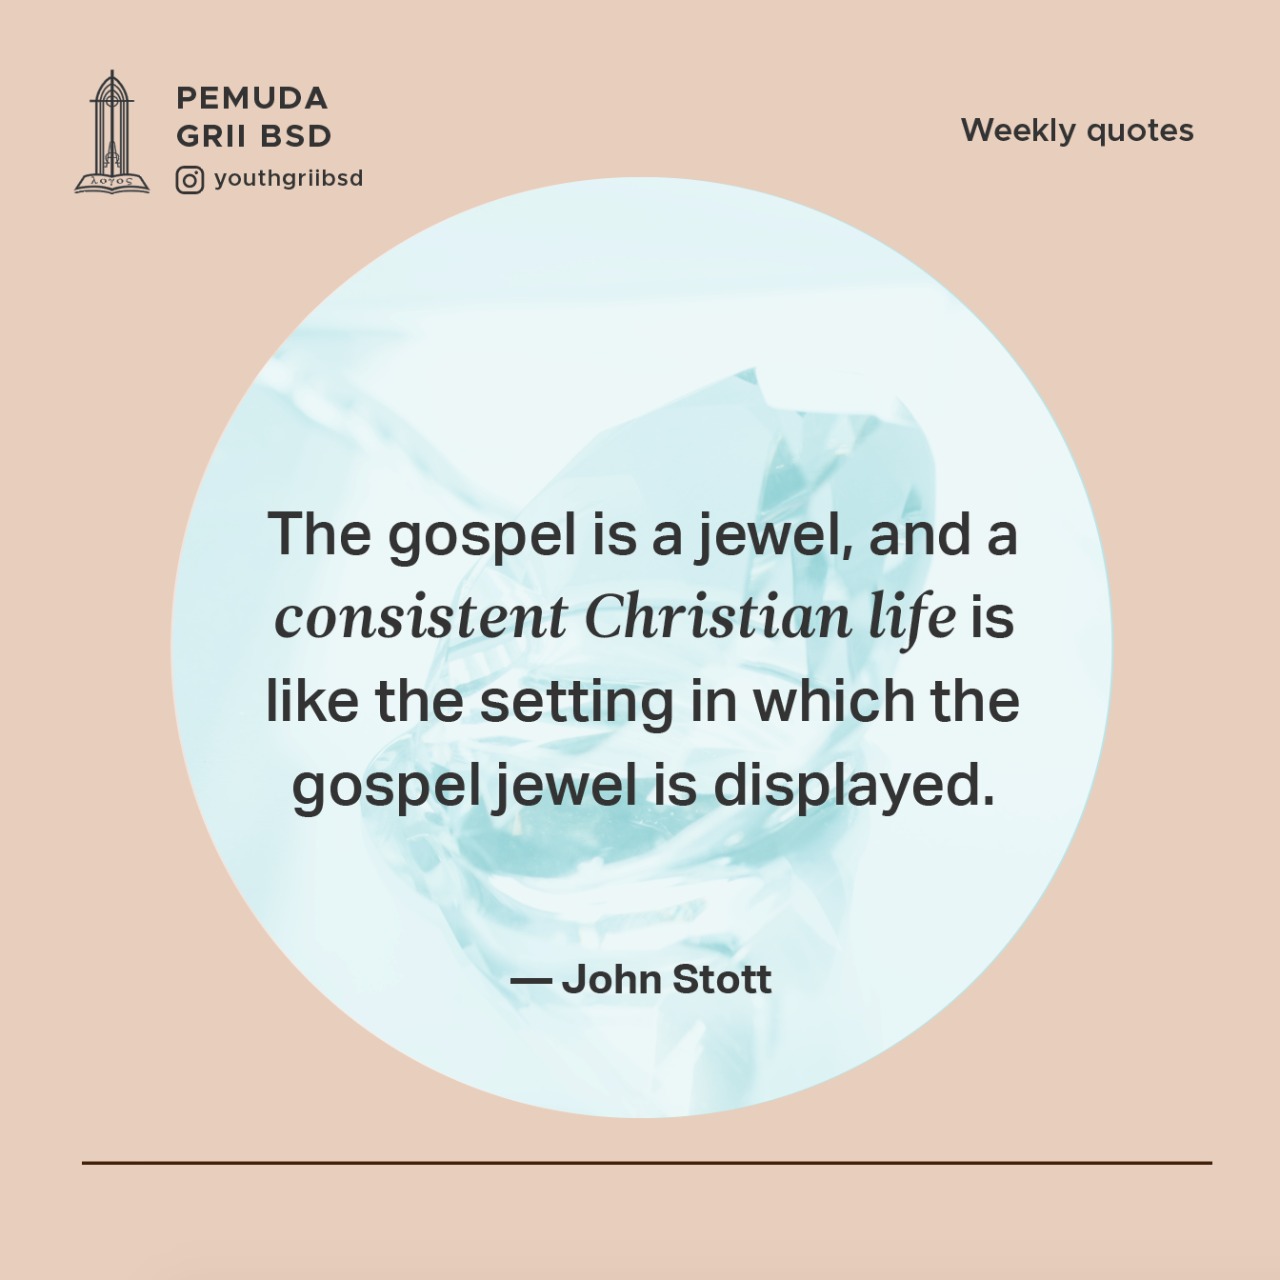 PEMUDA
GRII BSD
youthgriibsd
λογος
Weekly quotes
The gospel is a jewel, and a
consistent Christian life is
like the setting in which the
gospel jewel is displayed.
— John Stott